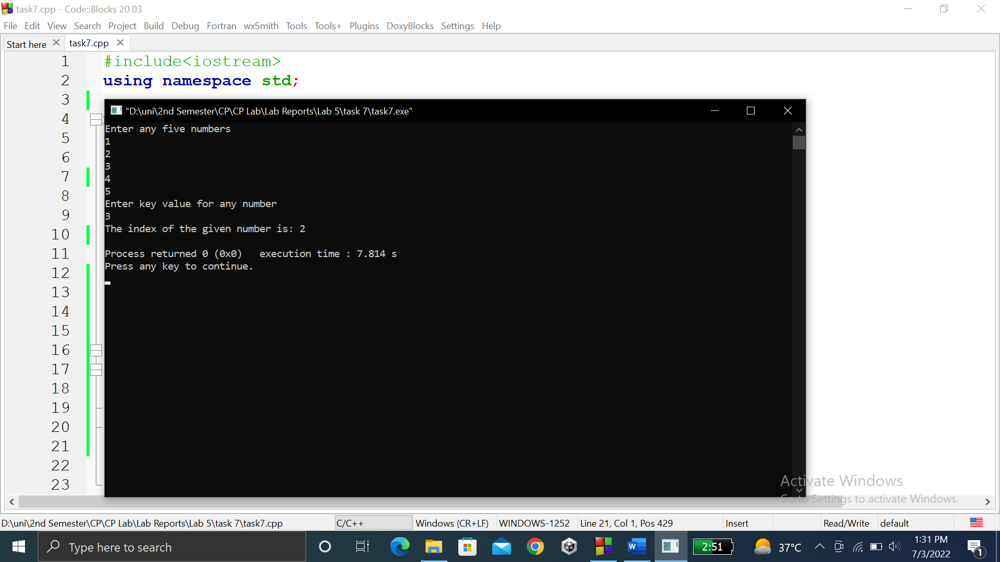 task7.cpp - Code::Blocks 20.03
File Edit View Search Project Build Debug Fortran wxSmith Tools Tools+ Plugins DoxyBlocks Settings Help
Start here task7.cpp
1 #include<iostream>
2 using namespace std;
3
"D:\uni\2nd Semester\CP\CP Lab\Lab Reports\Lab 5\task 7\task7.exe"
4
Enter any five numbers
5
1
6
2
3
7
4
8
5
Enter key value for any number
9
3
10
The index of the given number is: 2
11
Process returned 0 (0x0)   execution time : 7.814 s
12
Press any key to continue.
13
14
15
16
17
18
19
20
21
22
23
Activate Windows
Go to Settings to activate Windows.
D:\uni\2nd Semester\CP\CP Lab\Lab Reports\Lab 5\task 7\task7.cpp C/C++ Windows (CR+LF) WINDOWS-1252 Line 21, Col 1, Pos 429 Insert Read/Write default
Type here to search
2:51
37°C
1:31 PM
7/3/2022
1